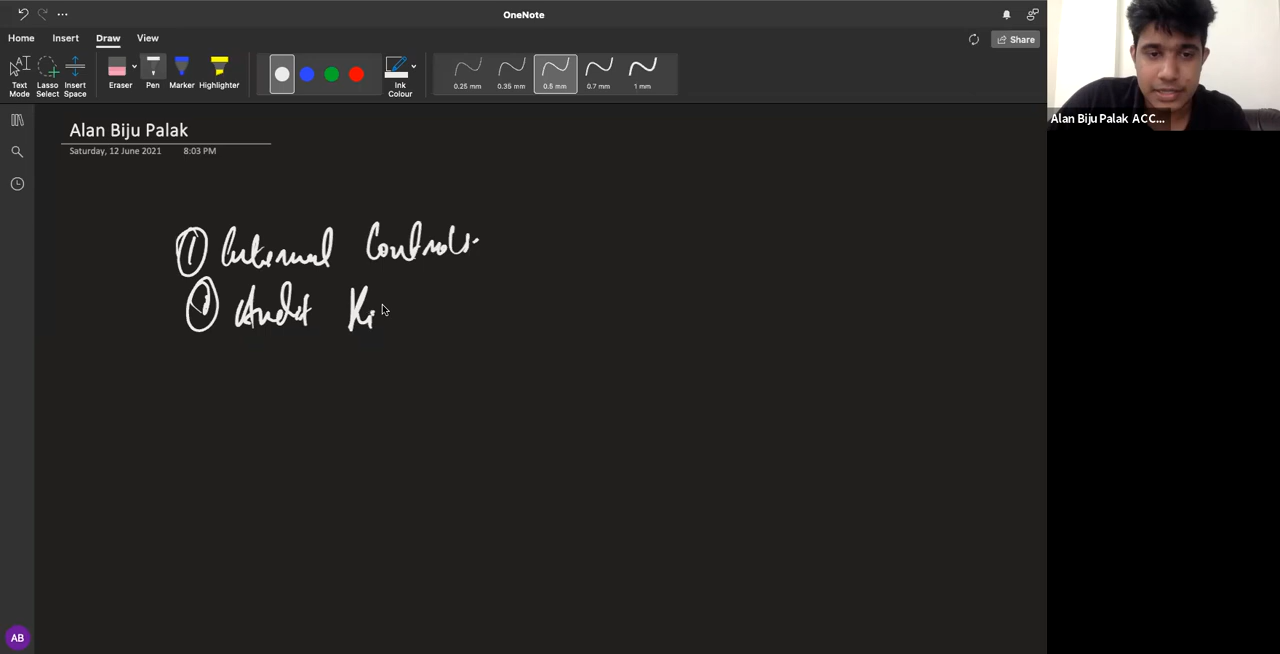 OneNote
Home Insert Draw View
Share
Text Mode
Lasso Select
Insert Space
Eraser
Pen
Marker
Highlighter
Ink Colour
0.25 mm
0.35 mm
0.5 mm
0.7 mm
1 mm
Alan Biju Palak ACC...
Alan Biju Palak
Saturday, 12 June 2021 8:03 PM
① Internal Controls.
② Audit Ri
AB